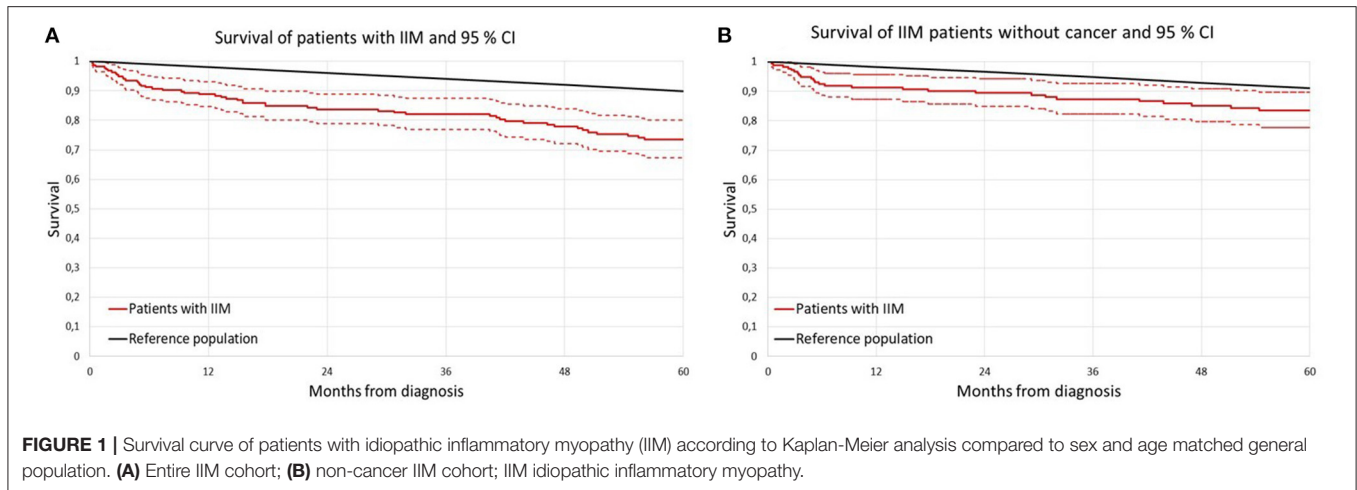 A
Survival of patients with IIM and 95 % CI
1
0,9
0,8
0,7
0,6
0,5
0,4
0,3
0,2
0,1
0
Survival
Patients with IIM
Reference population
0 12 24 36 48 60
Months from diagnosis
B
Survival of IIM patients without cancer and 95 % CI
1
0,9
0,8
0,7
0,6
0,5
0,4
0,3
0,2
0,1
0
Survival
Patients with IIM
Reference population
0 12 24 36 48 60
Months from diagnosis
FIGURE 1 | Survival curve of patients with idiopathic inflammatory myopathy (IIM) according to Kaplan-Meier analysis compared to sex and age matched general
population. (A) Entire IIM cohort; (B) non-cancer IIM cohort; IIM idiopathic inflammatory myopathy.